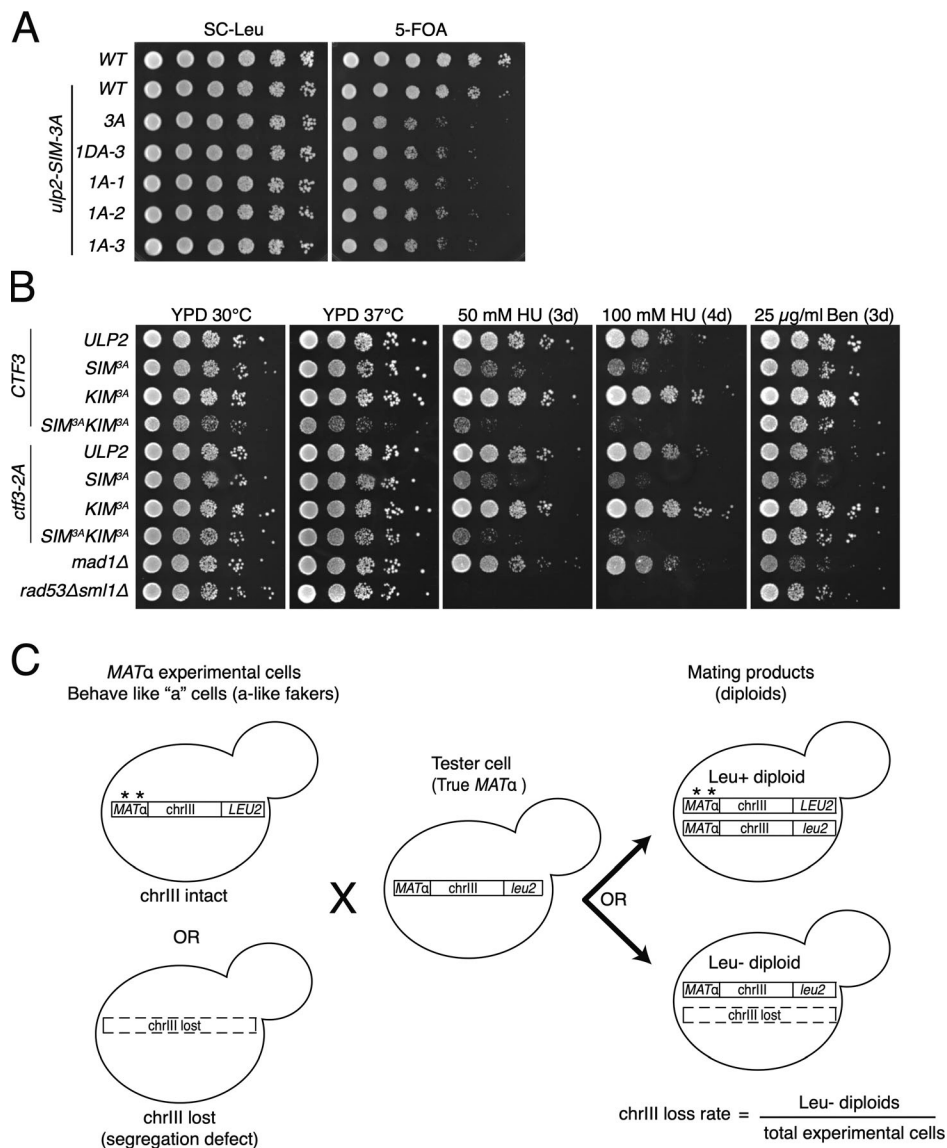 A
SC-Leu 5-FOA
WT
WT
3A
1DA-3
1A-1
1A-2
1A-3
ulp2-SIM-3A
B
YPD 30°C YPD 37°C 50 mM HU (3d) 100 mM HU (4d) 25 µg/ml Ben (3d)
CTF3
ULP2
SIM3A
KIM3A
SIM3AKIM3A
ctf3-2A
ULP2
SIM3A
KIM3A
SIM3AKIM3A
mad1Δ
rad53Δsml1Δ
C
MATα experimental cells
Behave like “a” cells (a-like fakers)
* *
MATα chrIII LEU2
chrIII intact
OR
chrIII lost
chrIII lost
(segregation defect)
X
Tester cell
(True MATα )
MATα chrIII leu2
OR
Mating products
(diploids)
Leu+ diploid
* *
MATα chrIII LEU2
MATα chrIII leu2
Leu- diploid
MATα chrIII leu2
chrIII lost
chrIII loss rate = Leu- diploids
total experimental cells